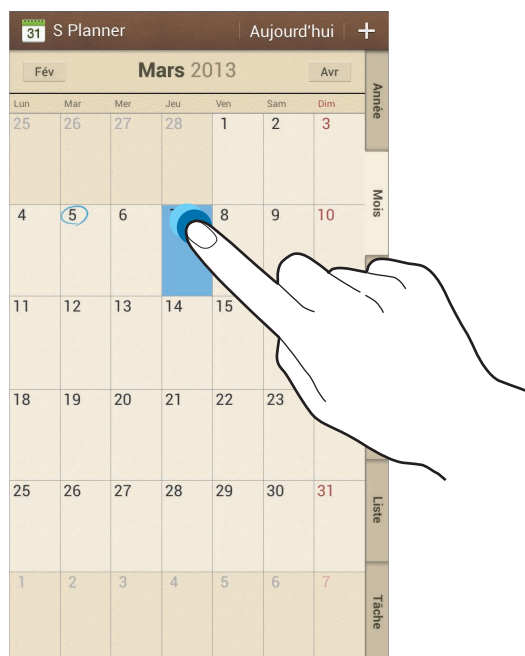 31 S Planner Aujourd'hui +
Fév Mars 2013 Avr
Lun Mar Mer Jeu Ven Sam Dim
25 26 27 28 1 2 3
4 5 6 8 9 10
11 12 13 14 15
18 19 20 21 22 23
25 26 27 28 29 30 31
1 2 3 4 5 6 7
Année
Mois
Liste
Tâche